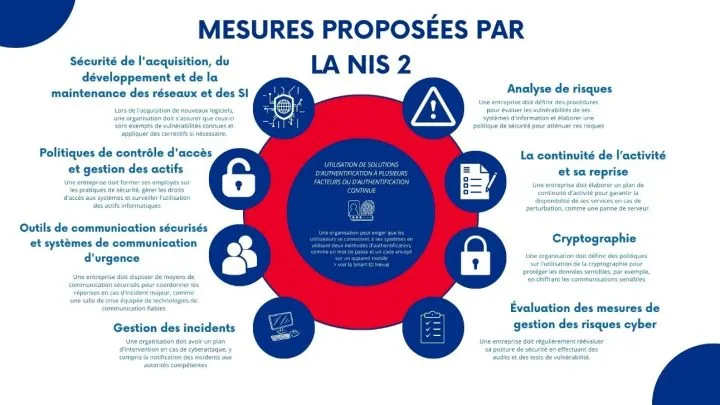 MESURES PROPOSÉES PAR
LA NIS 2
Sécurité de l'acquisition, du
développement et de la
maintenance des réseaux et des SI
Lors de l'acquisition de nouveaux logiciels,
une organisation doit s'assurer que ceux-ci
sont exempts de vulnérabilités connues et
appliquer des correctifs si nécessaire.
Politiques de contrôle d'accès
et gestion des actifs
Une entreprise doit former ses employés sur
les pratiques de sécurité, gérer les droits
d'accès aux systèmes et surveiller l'utilisation
des actifs informatiques
Outils de communication sécurisés
et systèmes de communication
d'urgence
Une entreprise doit disposer de moyens de
communication sécurisés pour coordonner les
réponses en cas d'incident majeur, comme
une salle de crise équipée de technologies de
communication fiables
Gestion des incidents
Une organisation doit avoir un plan
d'intervention en cas de cyberattaque, y
compris la notification des incidents aux
autorités compétentes
UTILISATION DE SOLUTIONS
D'AUTHENTIFICATION À PLUSIEURS
FACTEURS OU D'AUTHENTIFICATION
CONTINUE
Une organisation peut exiger que les
utilisateurs se connectent à ses systèmes en
utilisant deux méthodes d'authentification,
comme un mot de passe et un code envoyé
sur un appareil mobile
> voir la Smart ID Nexus
Analyse de risques
Une entreprise doit définir des procédures
pour évaluer les vulnérabilités de ses
systèmes d'information et élaborer une
politique de sécurité pour atténuer ces risques
La continuité de l'activité
et sa reprise
Une entreprise doit élaborer un plan de
continuité d'activité pour garantir la
disponibilité de ses services en cas de
perturbation, comme une panne de serveur.
Cryptographie
Une organisation doit définir des politiques
sur l'utilisation de la cryptographie pour
protéger les données sensibles, par exemple,
en chiffrant les communications sensibles
Évaluation des mesures de
gestion des risques cyber
Une entreprise doit régulièrement réévaluer
sa posture de sécurité en effectuant des
audits et des tests de vulnérabilité.